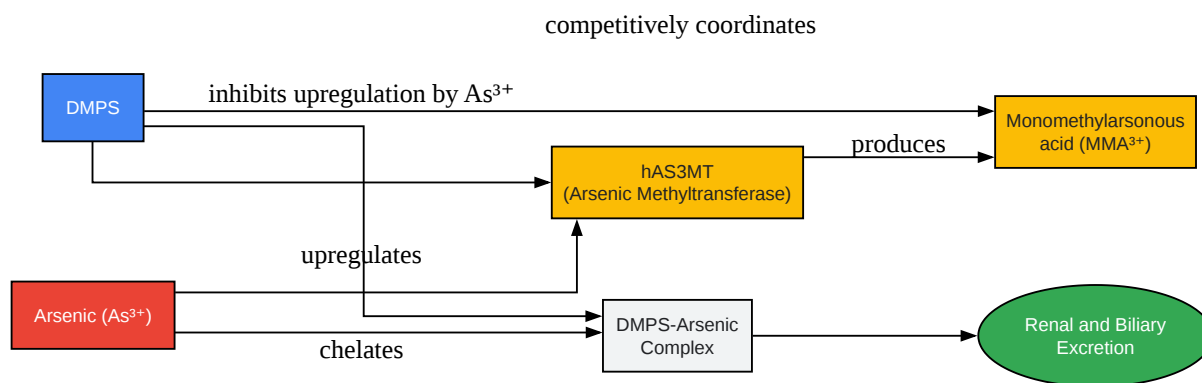 competitively coordinates
DMPS
inhibits upregulation by As³⁺
Monomethylarsonous
acid (MMA³⁺)
produces
hAS3MT
(Arsenic Methyltransferase)
upregulates
Arsenic (As³⁺)
chelates
DMPS-Arsenic
Complex
Renal and Biliary
Excretion